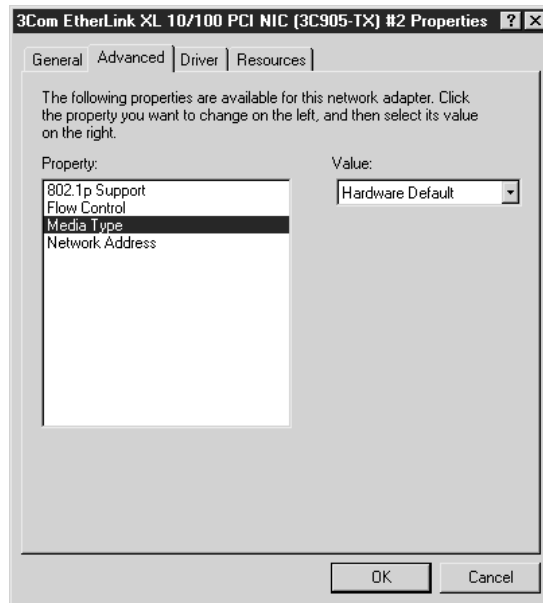 3Com EtherLink XL 10/100 PCI NIC (3C905-TX) #2 Properties
General Advanced Driver Resources
The following properties are available for this network adapter. Click
the property you want to change on the left, and then select its value
on the right.
Property:
Value:
802.1p Support
Flow Control
Media Type
Network Address
Hardware Default
OK Cancel